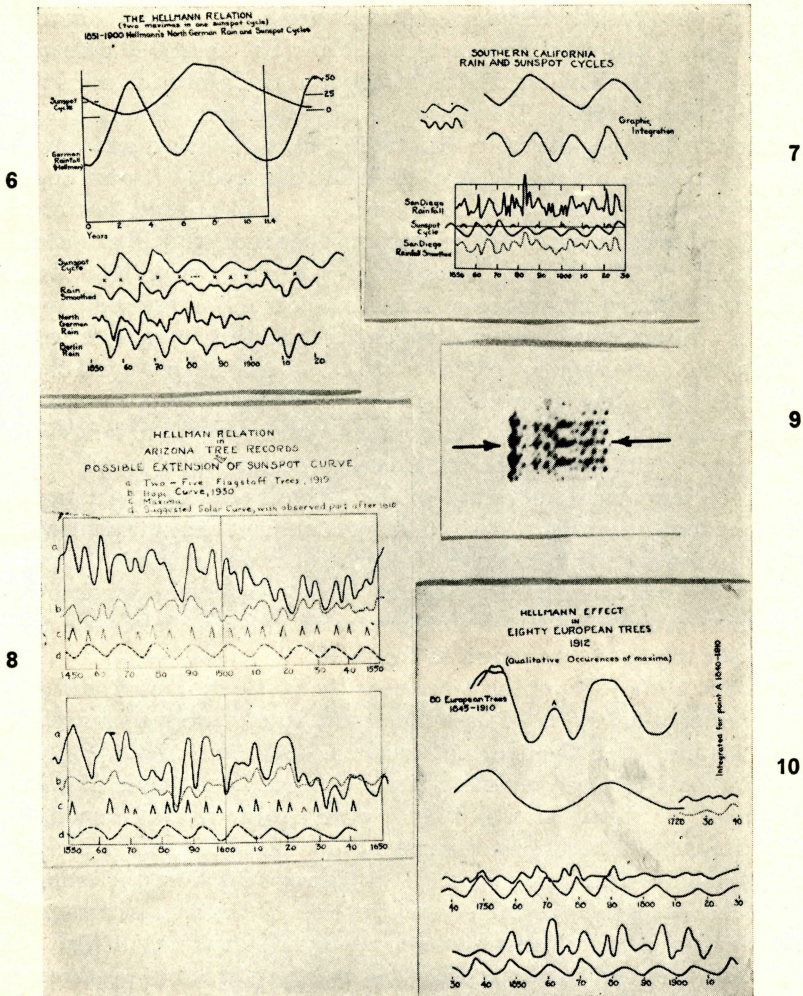 THE HELLMANN RELATION
(two maximas in one sunspot cycle)
1851-1900 Hellmann's North German Rain and Sunspot Cycles
Sunspot
Cycle
50
25
0
German
Rainfall
(Hellman)
0 2 4 6 8 10 11.4
Years
Sunspot
Cycle
Rain
Smoothed
North
German
Rain
Berlin
Rain
1850 60 70 80 90 1900 10 20
6
SOUTHERN CALIFORNIA
RAIN AND SUNSPOT CYCLES
Graphic
Integration
San Diego
Rainfall
Sunspot
Cycle
San Diego
Rainfall Smoothed
1850 60 70 80 90 1900 10 20 30
7
9
HELLMAN RELATION
in
ARIZONA TREE RECORDS
POSSIBLE EXTENSION OF SUNSPOT CURVE
a Two-Five Flagstaff Trees, 1919
b Hopi Curve, 1930
c Maxima
d Suggested Solar Curve, with observed part after 1610
a
b
c
d
1450 60 70 80 90 1500 10 20 30 40 1550
a
b
c
d
1550 60 70 80 90 1600 10 20 30 40 1650
8
HELLMANN EFFECT
IN
EIGHTY EUROPEAN TREES
1912
(Qualitative Occurences of maxima)
80 European Trees
1845-1910
A
Integrated for point A 1840-1910
1720 30 40
40 1750 60 70 80 90 1800 10 20 30
30 40 1850 60 70 80 90 1900 10
10